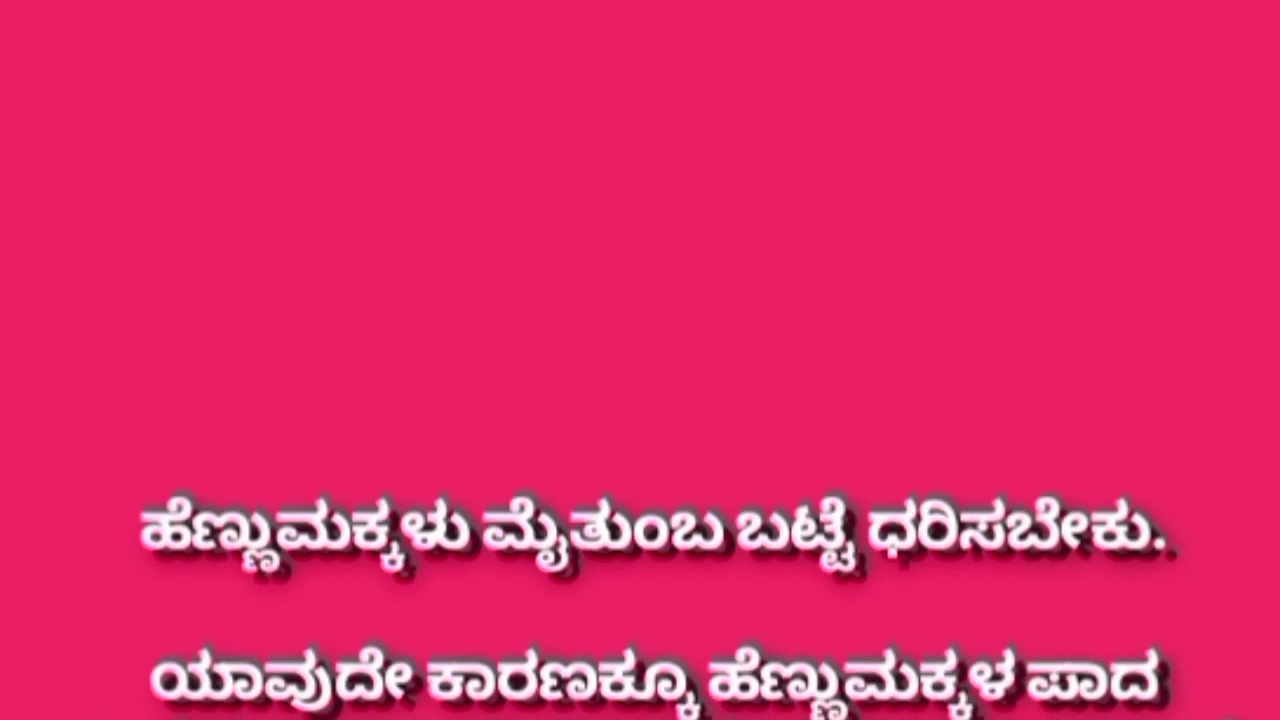 ಹೆಣ್ಣುಮಕ್ಕಳು ಮೈತುಂಬ ಬಟ್ಟೆ ಧರಿಸಬೇಕು.
ಯಾವುದೇ ಕಾರಣಕ್ಕೂ ಹೆಣ್ಣುಮಕ್ಕಳ ಪಾದ